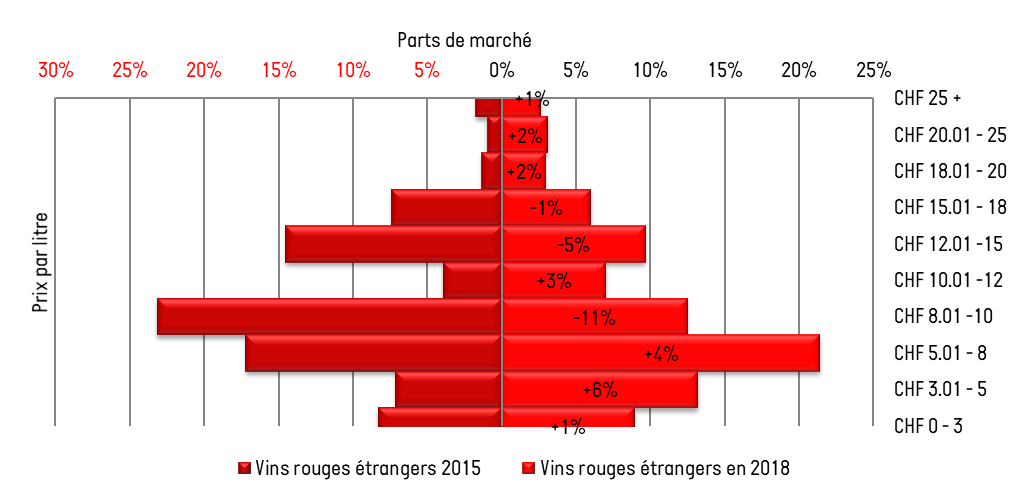 Parts de marché
30% 25% 20% 15% 10% 5% 0% 5% 10% 15% 20% 25%
+1% CHF 25 +
+2% CHF 20.01 - 25
+2% CHF 18.01 - 20
-1% CHF 15.01 - 18
-5% CHF 12.01 -15
+3% CHF 10.01 -12
-11% CHF 8.01 -10
+4% CHF 5.01 - 8
+6% CHF 3.01 - 5
+1% CHF 0 - 3
Prix par litre
Vins rouges étrangers 2015 Vins rouges étrangers en 2018